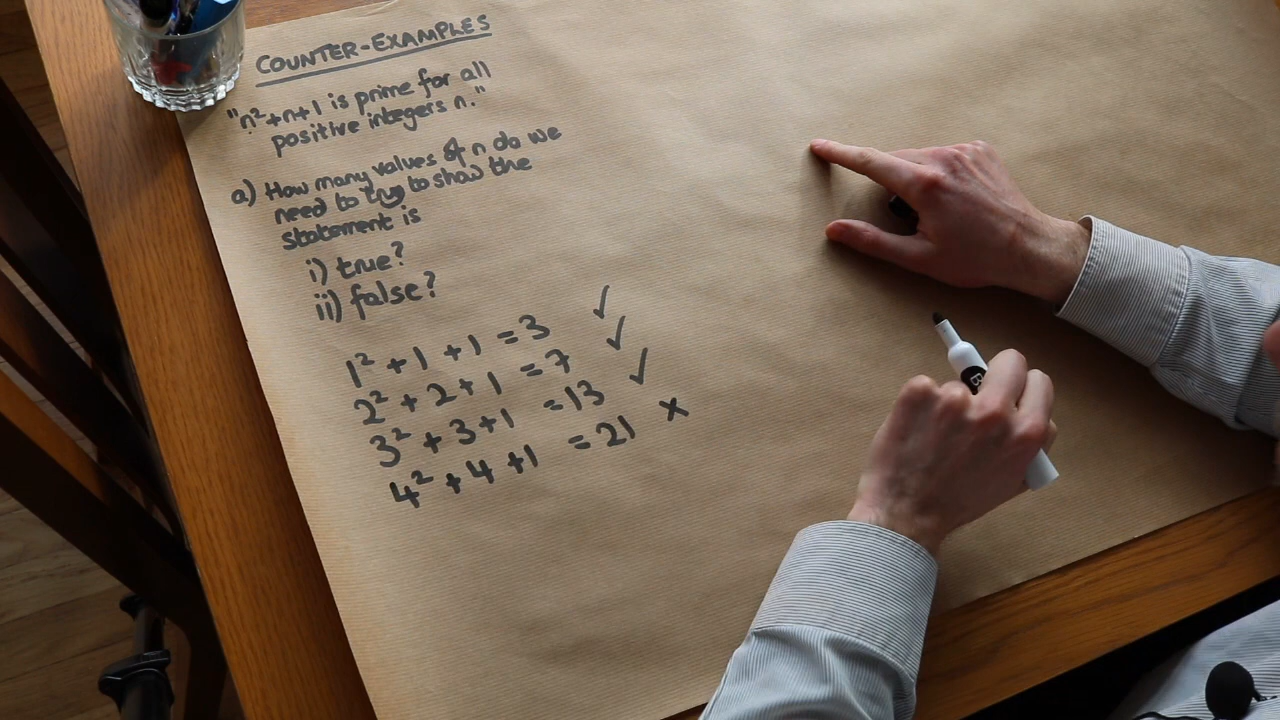 COUNTER-EXAMPLES
"n²+n+1 is prime for all
positive integers n."
a) How many values of n do we
need to try to show the
statement is
i) true?
ii) false?
1² + 1 + 1 = 3 ✓
2² + 2 + 1 = 7 ✓
3² + 3 + 1 = 13 ✓
4² + 4 + 1 = 21 ×